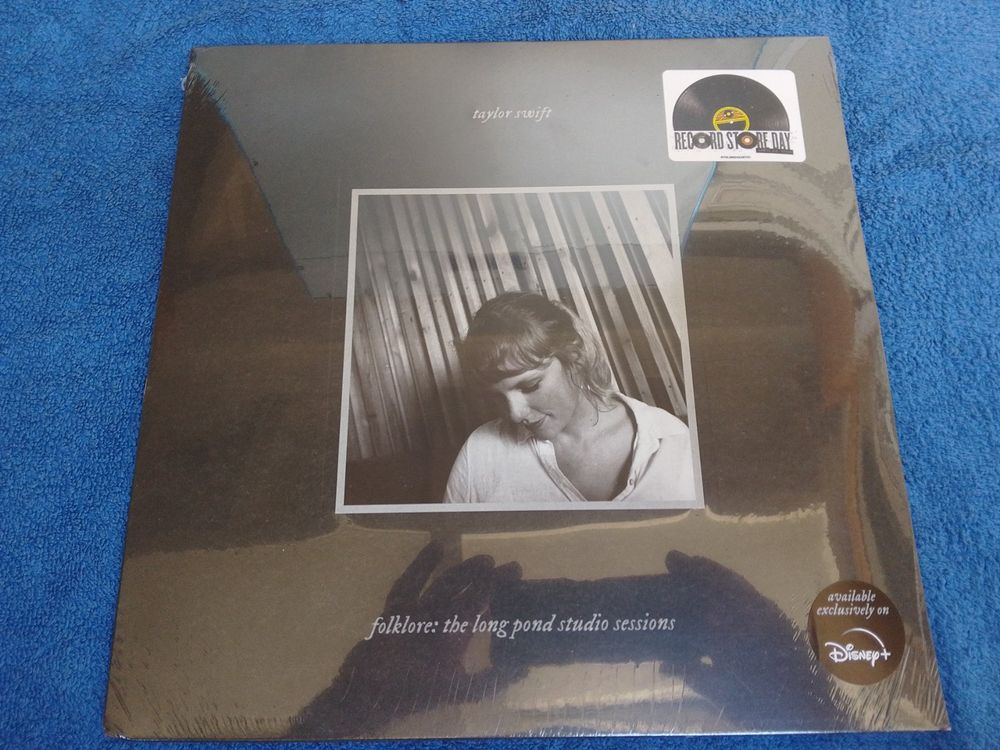 taylor swift
RECORD STORE DAY
folklore: the long pond studio sessions
available
exclusively on
Disney+